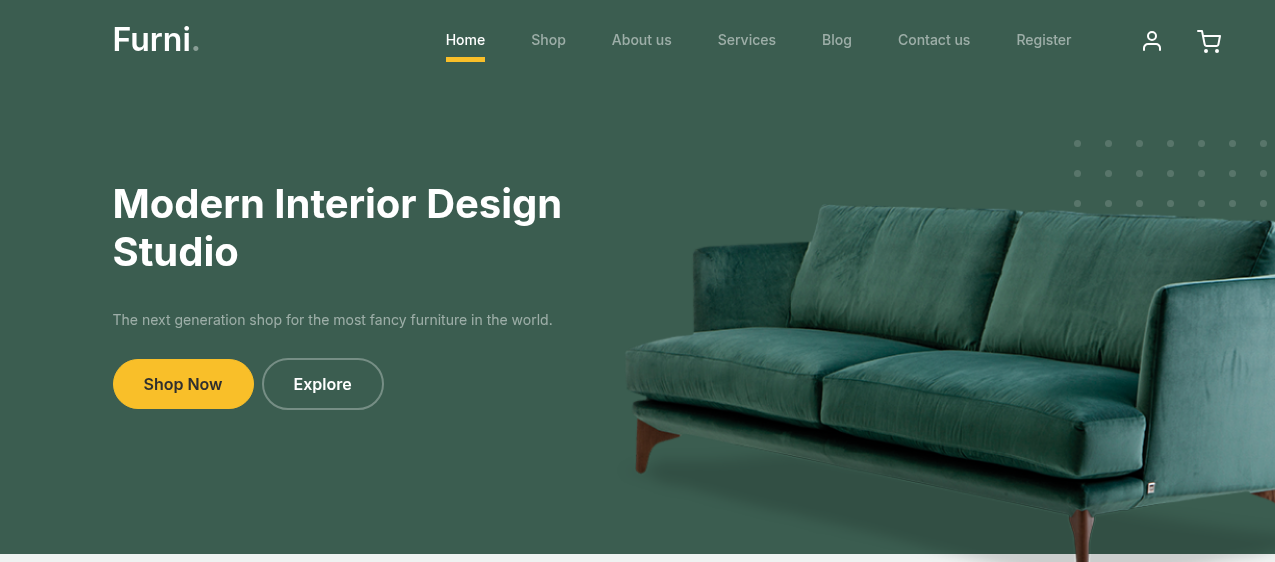 Furni.
Home
Shop
About us
Services
Blog
Contact us
Register
Modern Interior Design
Studio
The next generation shop for the most fancy furniture in the world.
Shop Now
Explore